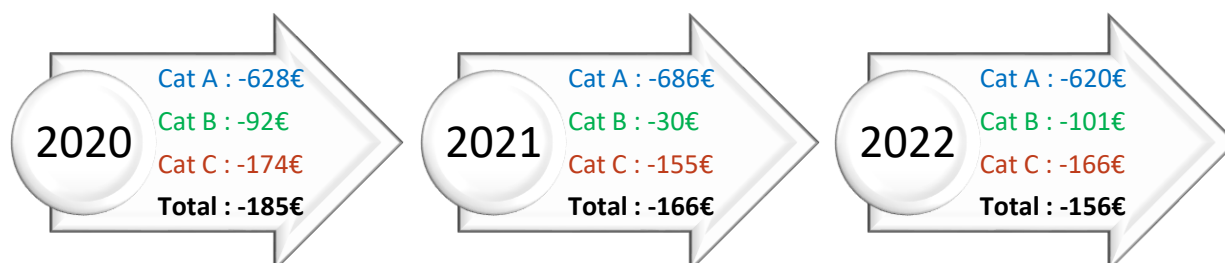 2020
Cat A : -628€
Cat B : -92€
Cat C : -174€
Total : -185€
2021
Cat A : -686€
Cat B : -30€
Cat C : -155€
Total : -166€
2022
Cat A : -620€
Cat B : -101€
Cat C : -166€
Total : -156€